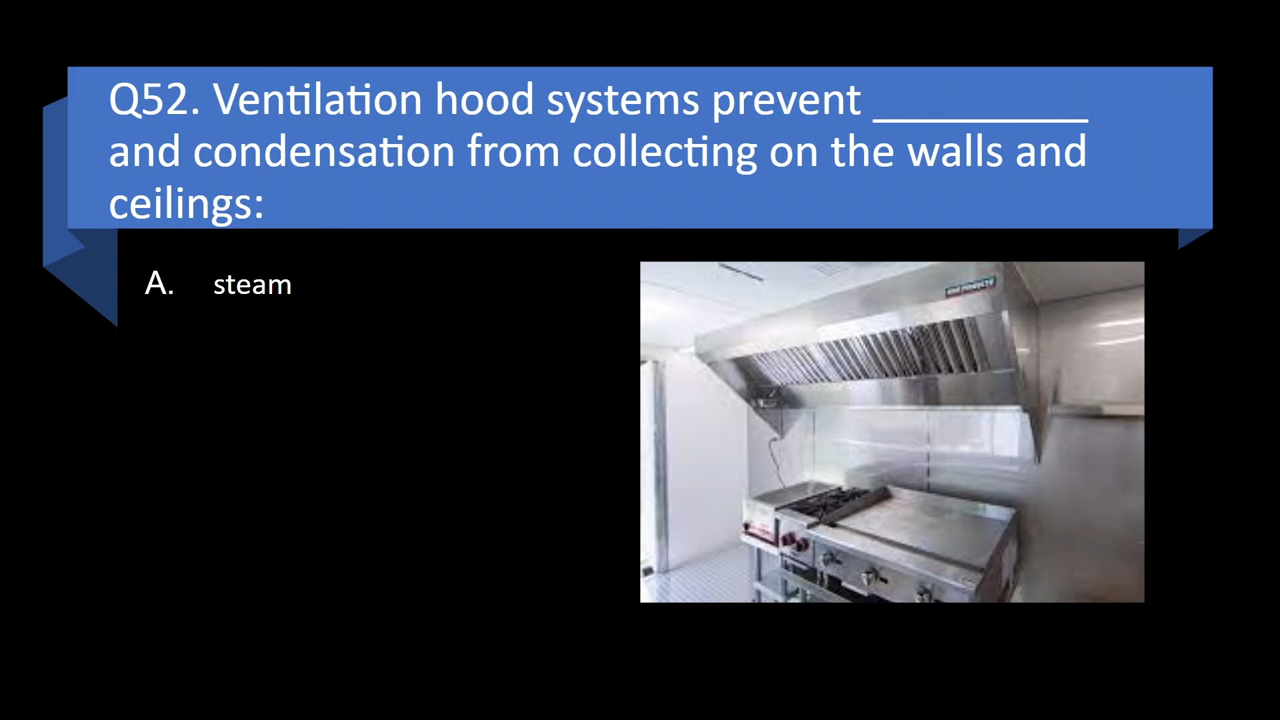 Q52. Ventilation hood systems prevent __________
and condensation from collecting on the walls and
ceilings:
A. steam